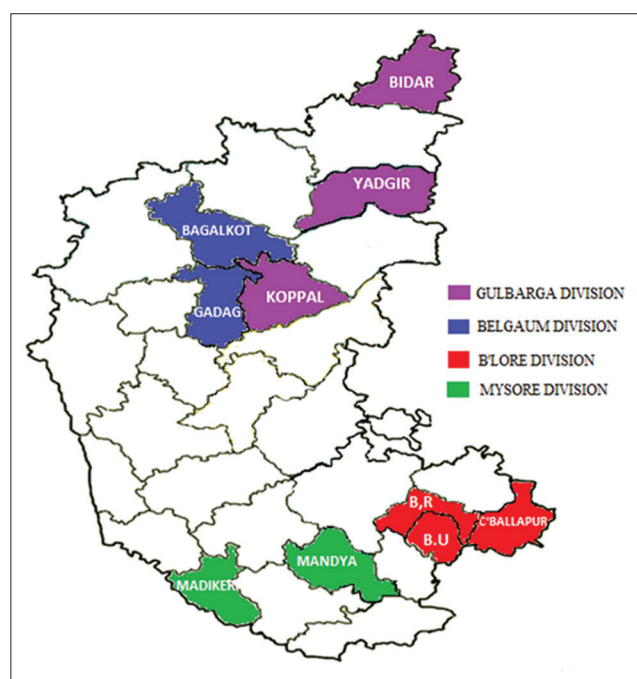 BIDAR
YADGIR
BAGALKOT
KOPPAL
GADAG
GULBARGA DIVISION
BELGAUM DIVISION
B'LORE DIVISION
MYSORE DIVISION
B,R
C'BALLAPUR
B.U
MANDYA
MADIKERI